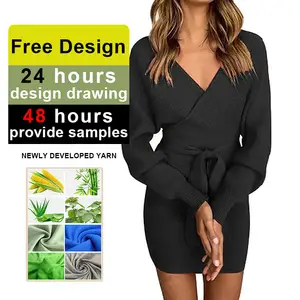 Free Design
24 hours
design drawing
48 hours
provide samples
NEWLY DEVELOPED YARN